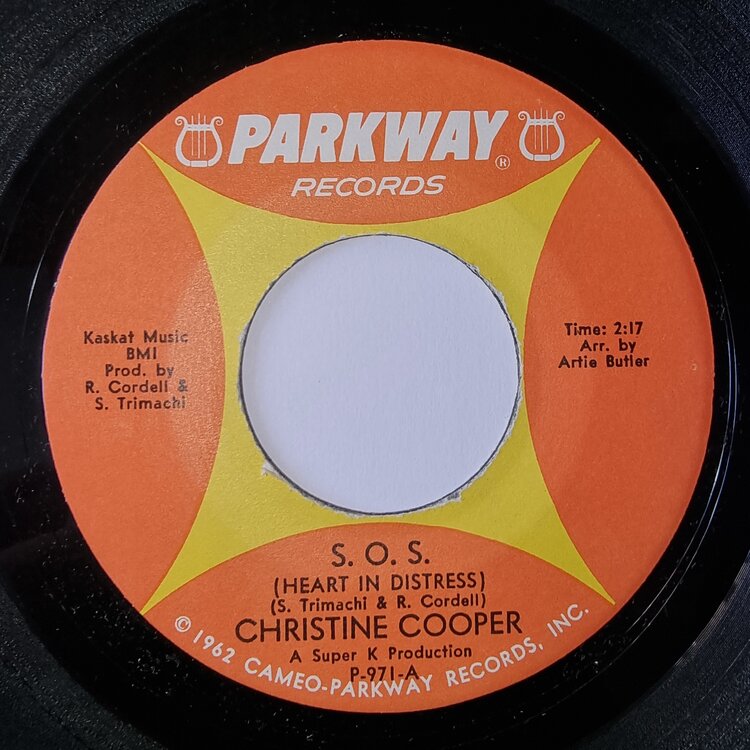 PARKWAY ®
RECORDS
Kaskat Music
BMI
Prod. by
R. Cordell &
S. Trimachi
Time: 2:17
Arr. by
Artie Butler
S. O. S.
(HEART IN DISTRESS)
(S. Trimachi & R. Cordell)
CHRISTINE COOPER
A Super K Production
P-971-A
© 1962 CAMEO-PARKWAY RECORDS, INC.